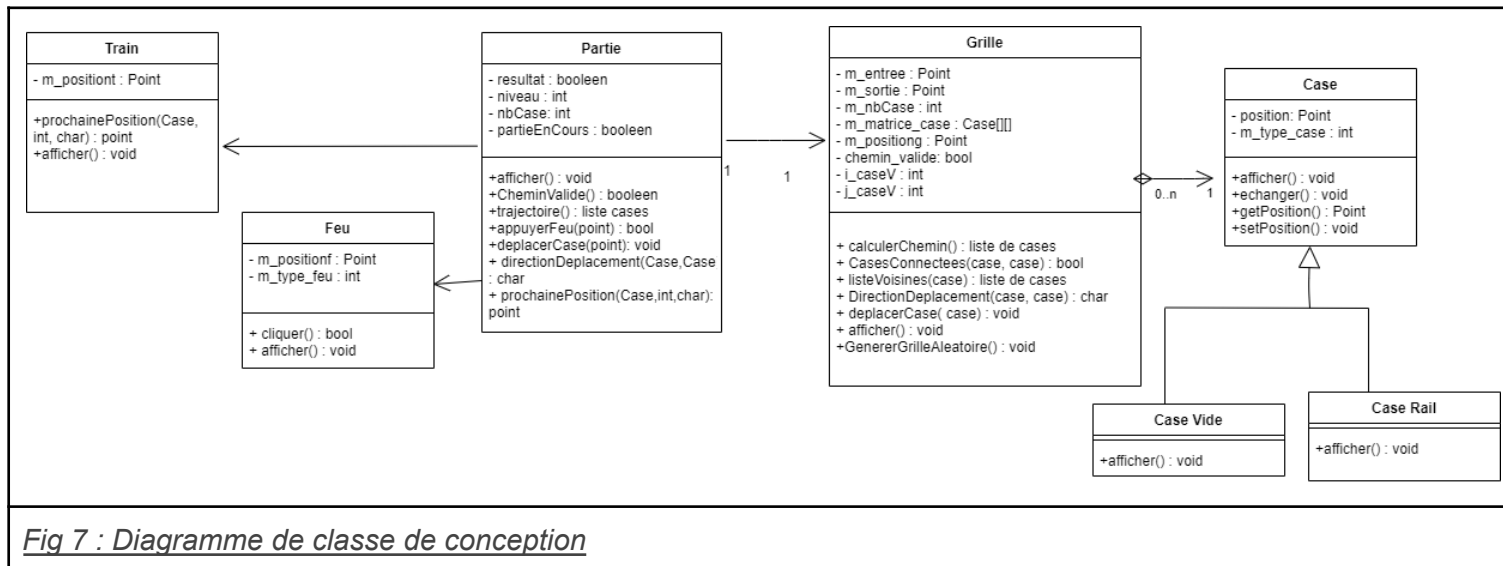 Train
- m_positiont : Point
+prochainePosition(Case,
int, char) : point
+afficher() : void
Feu
- m_positionf : Point
- m_type_feu : int
+ cliquer() : bool
+ afficher() : void
Partie
- resultat : booleen
- niveau : int
- nbCase: int
- partieEnCours : booleen
+afficher() : void
+CheminValide() : booleen
+trajectoire() : liste cases
+appuyerFeu(point) : bool
+deplacerCase(point): void
+ directionDeplacement(Case,Case
: char
+ prochainePosition(Case,int,char):
point
1
1
Grille
- m_entree : Point
- m_sortie : Point
- m_nbCase : int
- m_matrice_case : Case[][]
- m_positiong : Point
- chemin_valide: bool
- i_caseV : int
- j_caseV : int
+ calculerChemin() : liste de cases
+ CasesConnectees(case, case) : bool
+ listeVoisines(case) : liste de cases
+ DirectionDeplacement(case, case) : char
+ deplacerCase( case) : void
+ afficher() : void
+GenererGrilleAleatoire() : void
0..n
1
Case
- position: Point
- m_type_case : int
+afficher() : void
+echanger() : void
+getPosition() : Point
+setPosition() : void
Case Vide
+afficher() : void
Case Rail
+afficher() : void
Fig 7 : Diagramme de classe de conception